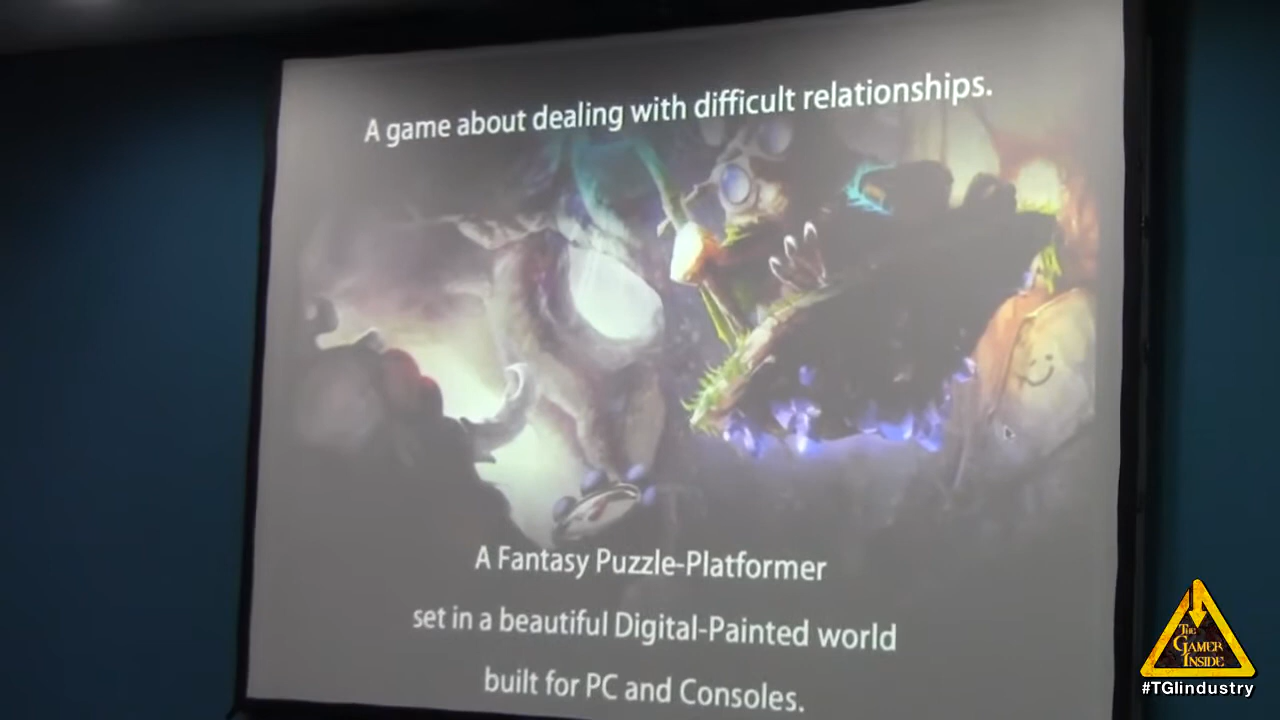 A game about dealing with difficult relationships.
A Fantasy Puzzle-Platformer
set in a beautiful Digital-Painted world
built for PC and Consoles.
The
Gamer
Inside
#TGIindustry